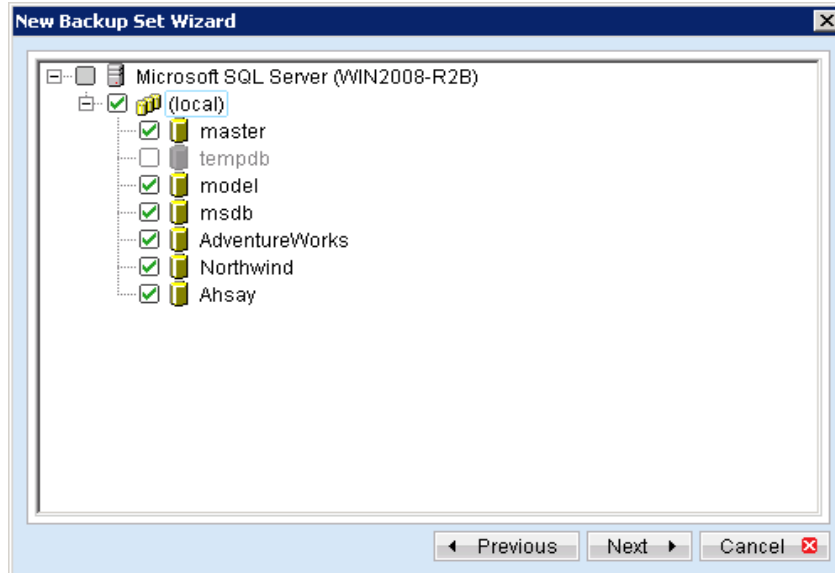 New Backup Set Wizard
Microsoft SQL Server (WIN2008-R2B)
(local)
master
tempdb
model
msdb
AdventureWorks
Northwind
Ahsay
Previous Next Cancel